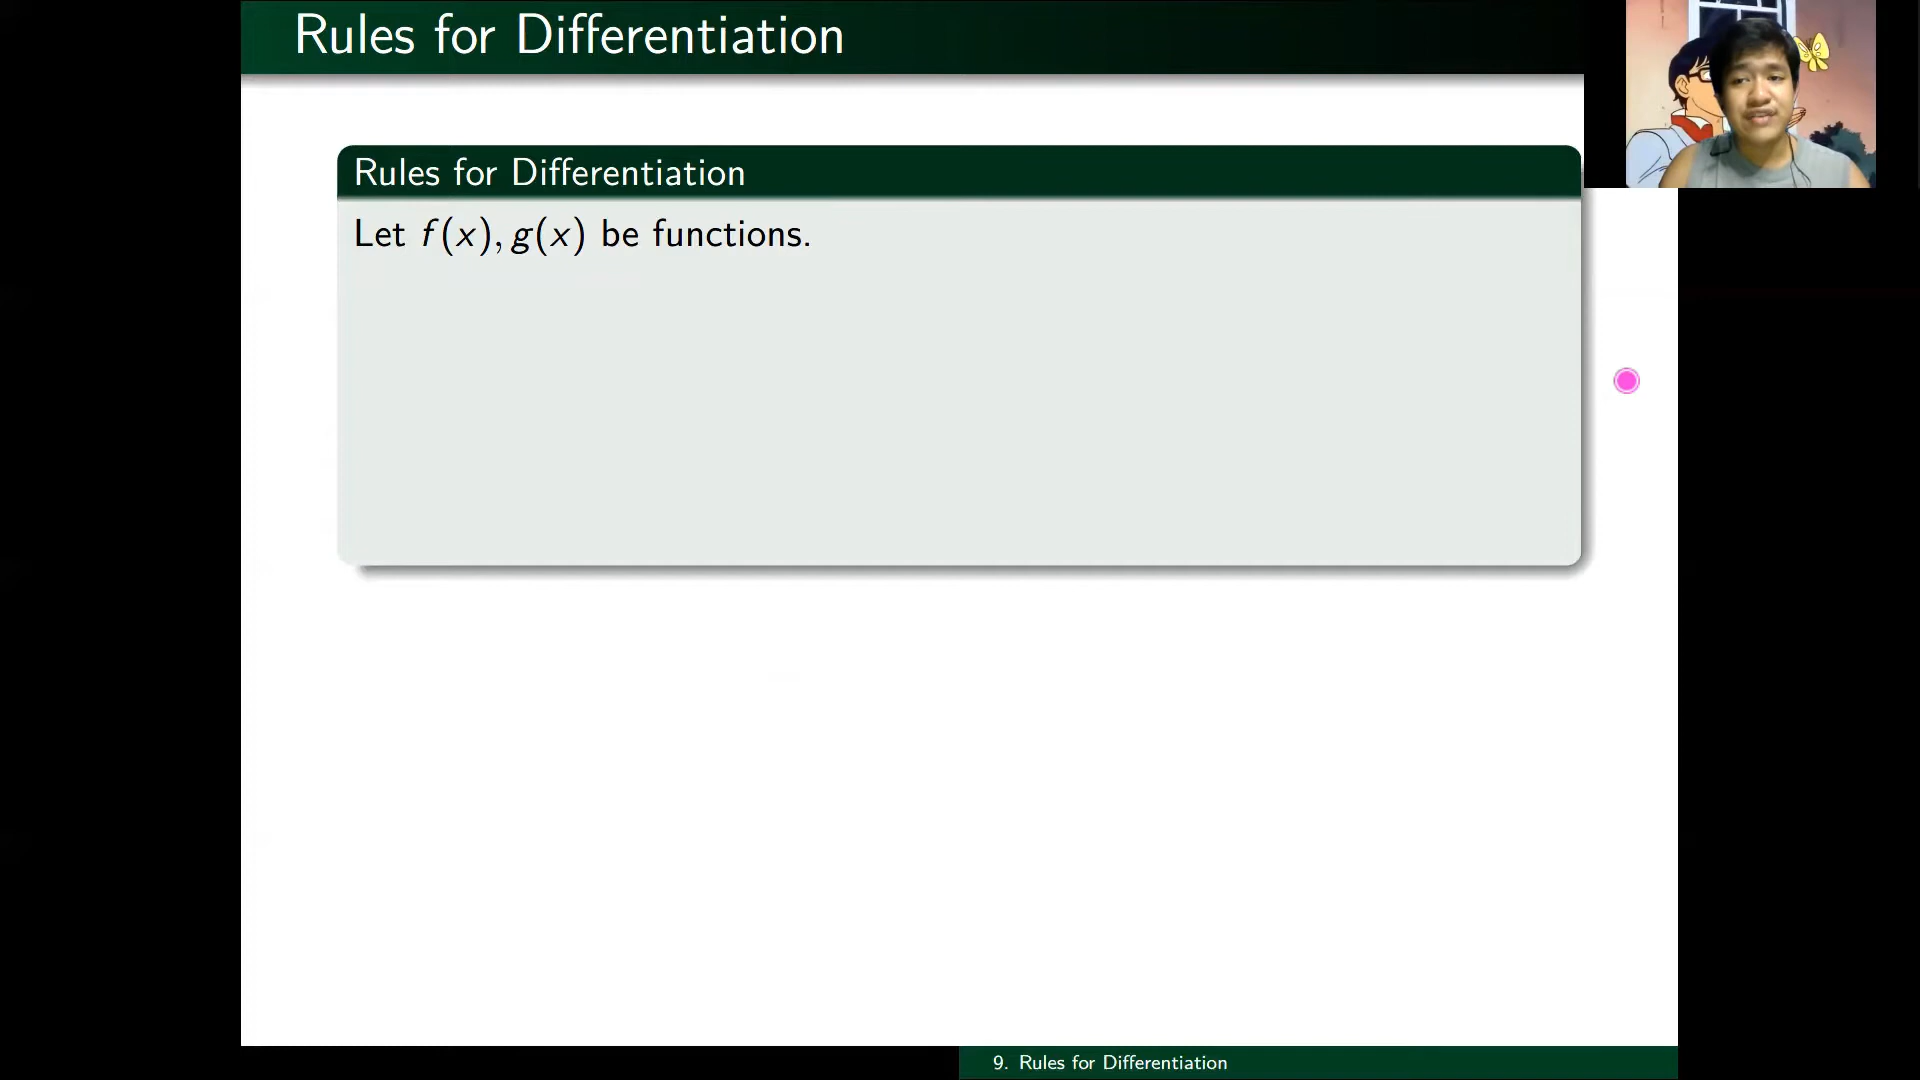 Rules for Differentiation
Rules for Differentiation
Let f(x), g(x) be functions.
9. Rules for Differentiation